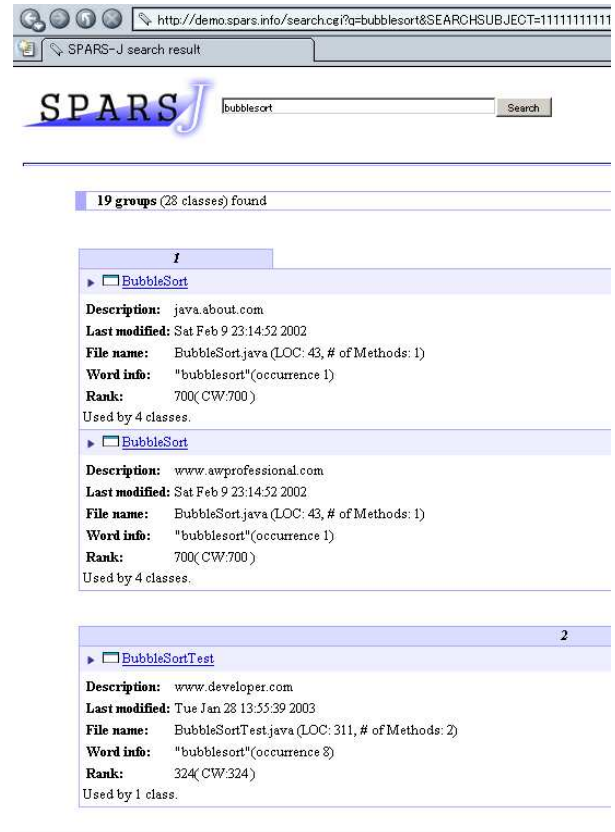 http://demo.spars.info/search.cgi?q=bubblesort&SEARCHSUBJECT=11111111111
SPARS-J search result
SPARS J
bubblesort
Search
19 groups (28 classes) found
1
BubbleSort
Description: java.about.com
Last modified: Sat Feb 9 23:14:52 2002
File name: BubbleSort.java (LOC: 43, # of Methods: 1)
Word info: "bubblesort"(occurrence 1)
Rank: 700( CW:700 )
Used by 4 classes.
BubbleSort
Description: www.awprofessional.com
Last modified: Sat Feb 9 23:14:52 2002
File name: BubbleSort.java (LOC: 43, # of Methods: 1)
Word info: "bubblesort"(occurrence 1)
Rank: 700( CW:700 )
Used by 4 classes.
2
BubbleSortTest
Description: www.developer.com
Last modified: Tue Jan 28 13:55:39 2003
File name: BubbleSortTest.java (LOC: 311, # of Methods: 2)
Word info: "bubblesort"(occurrence 8)
Rank: 324( CW:324 )
Used by 1 class.